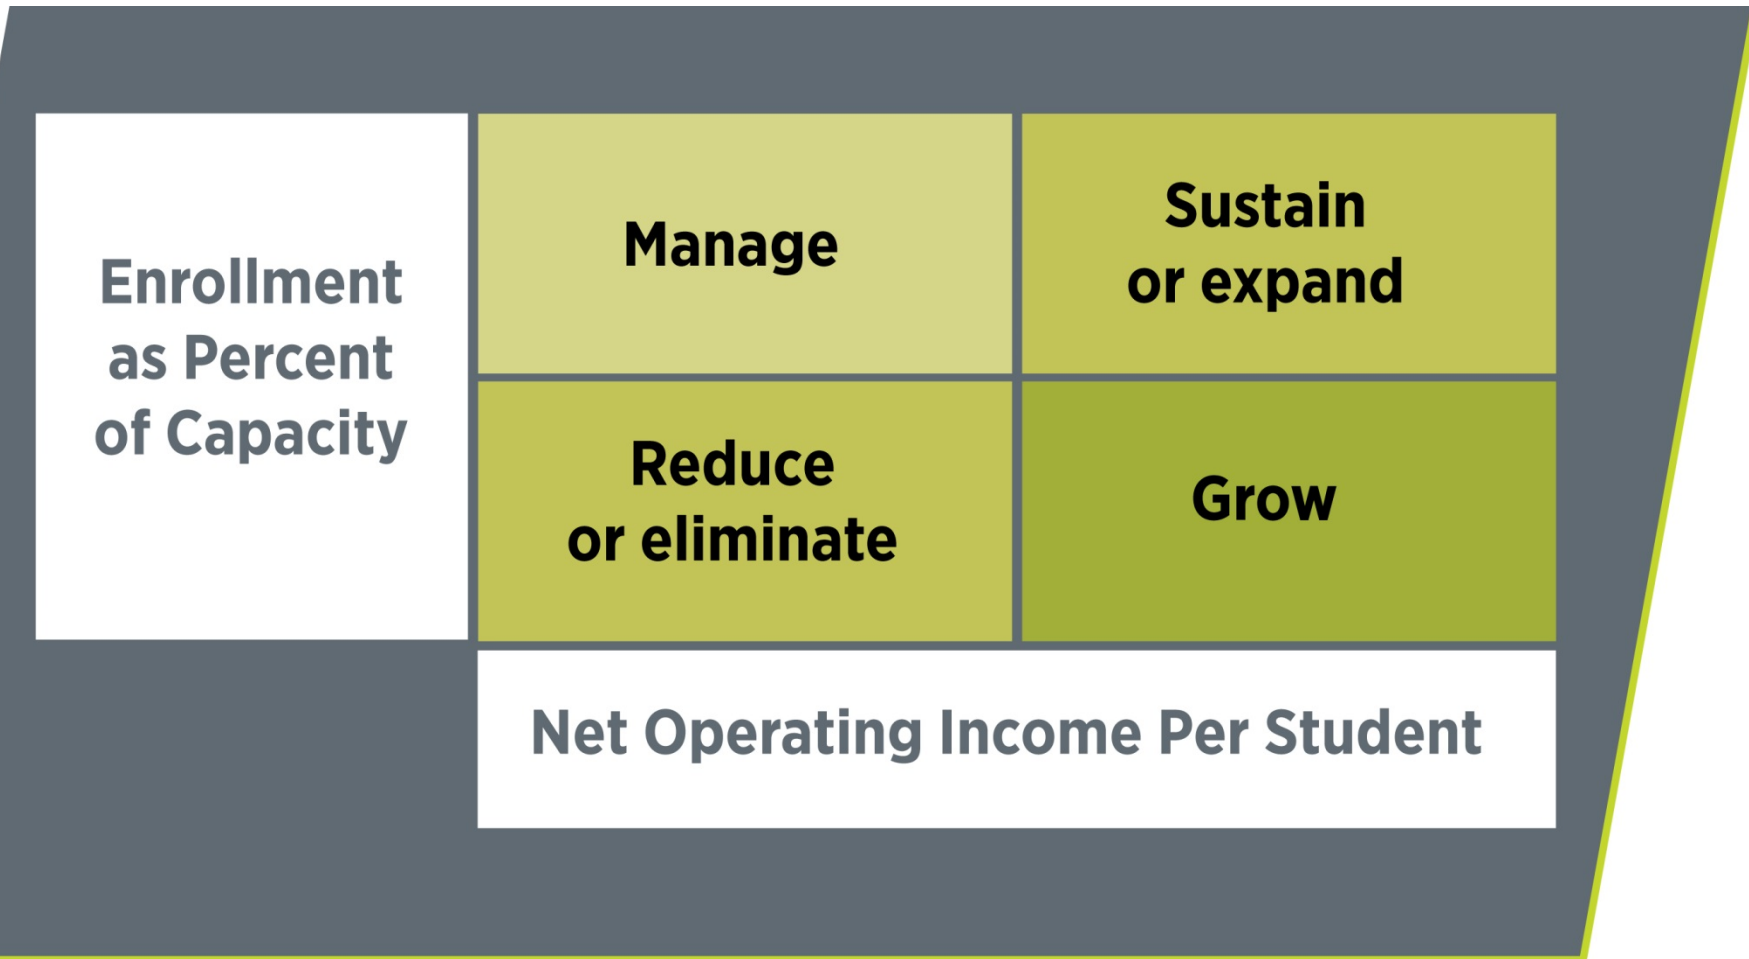 Enrollment
as Percent
of Capacity
Manage
Sustain
or expand
Reduce
or eliminate
Grow
Net Operating Income Per Student